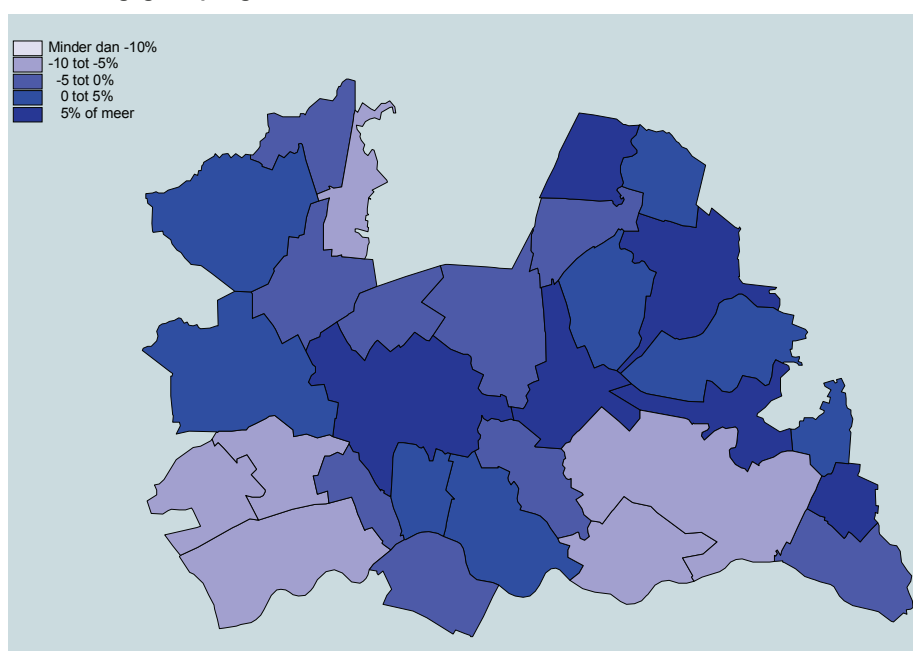 Minder dan -10%
-10 tot -5%
-5 tot 0%
0 tot 5%
5% of meer